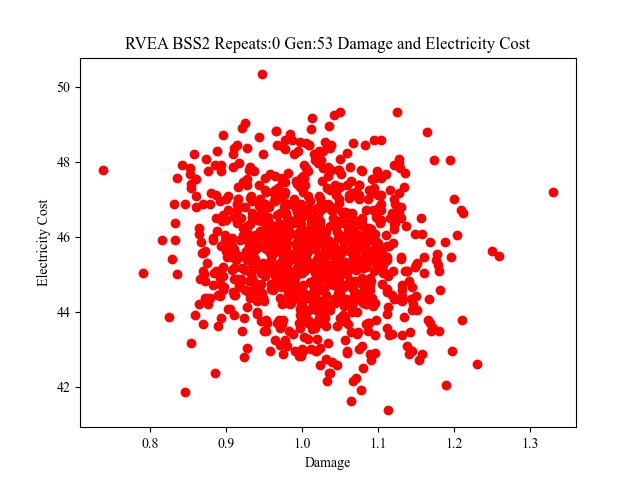 RVEA BSS2 Repeats:0 Gen:53 Damage and Electricity Cost
50
48
46
44
42
Electricity Cost
0.8 0.9 1.0 1.1 1.2 1.3
Damage